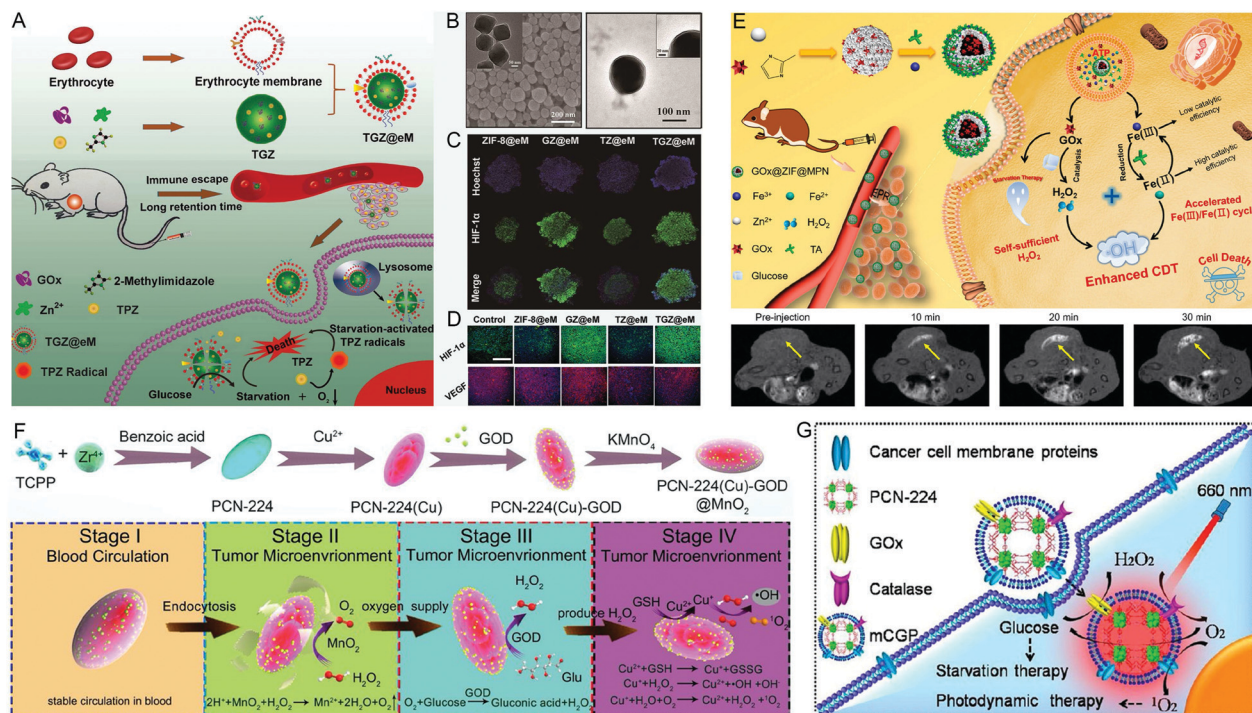 A
Erythrocyte
Erythrocyte membrane
TGZ
TGZ@eM
Immune escape
Long retention time
GOx
2-Methylimidazole
Zn2+
TPZ
TGZ@eM
TPZ Radical
Lysosome
Death
Starvation-activated
TPZ radicals
TPZ
Glucose
Starvation + O2↓
Nucleus
B
200 nm
100 nm
C
ZIF-8@eM GZ@eM TZ@eM TGZ@eM
Hoechst
HIF-1α
Merge
D
Control ZIF-8@eM GZ@eM TZ@eM TGZ@eM
HIF-1α
VEGF
E
GOx@ZIF@MPN
Fe3+
Fe2+
Zn2+
H2O2
GOx
TA
Glucose
EPR
ATP
GOx
Fe(III)
Low catalytic
efficiency
Starvation Therapy
Catalysis
Reduction
Fe(II)
High catalytic
efficiency
H2O2
+
Accelerated
Fe(III)/Fe(II) cycle
Self-sufficient
H2O2
·OH
Enhanced CDT
Cell Death
Pre-injection
10 min
20 min
30 min
F
TCPP
+
Zr4+
Benzoic acid
PCN-224
Cu2+
PCN-224(Cu)
GOD
PCN-224(Cu)-GOD
KMnO4
PCN-224(Cu)-GOD
@MnO2
Stage I
Blood Circulation
stable circulation in blood
Endocytosis
Stage II
Tumor Microenvrionment
O2
MnO2
H2O2
2H++MnO2+H2O2→Mn2++2H2O+O2↑
oxygen
supply
Stage III
Tumor Microenvrionment
H2O2
GOD
Glu
GOD
O2+Glucose→Gluconic acid+H2O2
produce H2O2
Stage IV
Tumor Microenvrionment
GSH
Cu2+
Cu+
•OH
1O2
Cu2++GSH→Cu++GSSG
Cu++H2O2→Cu2++•OH +OH-
Cu++H2O+O2→Cu2++H2O2 +1O2
G
Cancer cell membrane proteins
PCN-224
GOx
Catalase
mCGP
660 nm
H2O2
Glucose
O2
Starvation therapy
Photodynamic therapy
1O2